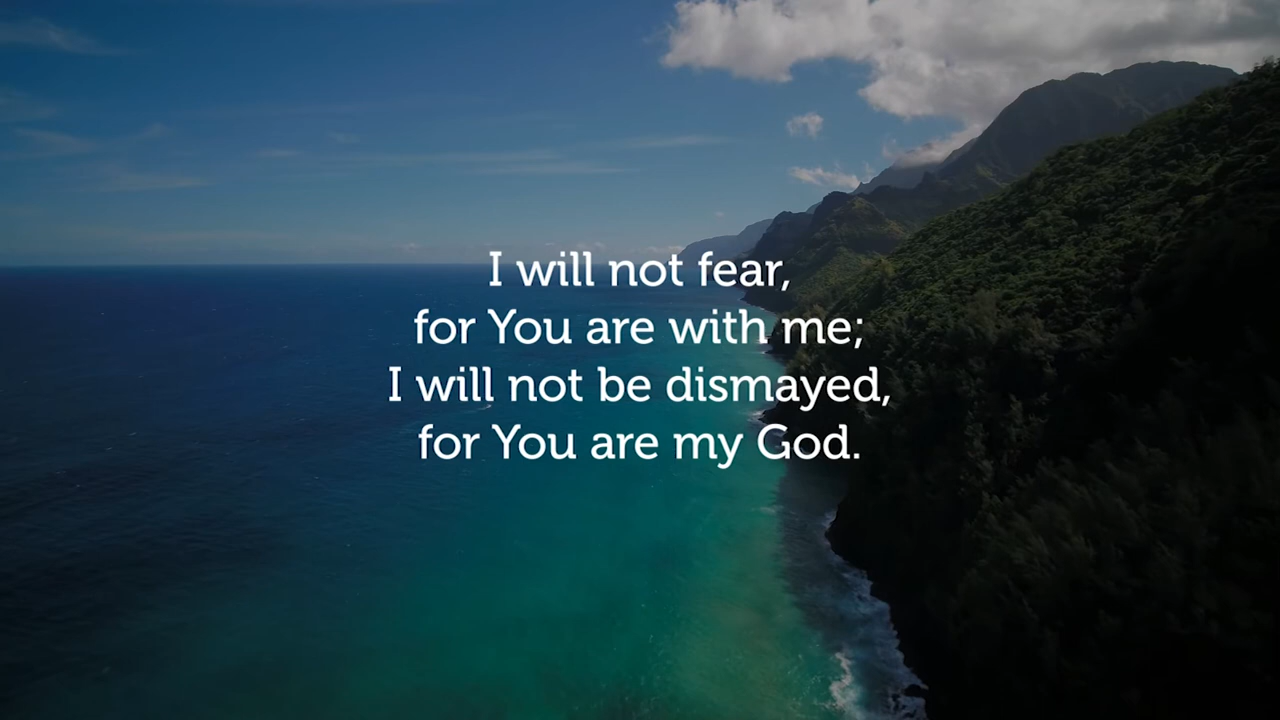 I will not fear,
for You are with me;
I will not be dismayed,
for You are my God.